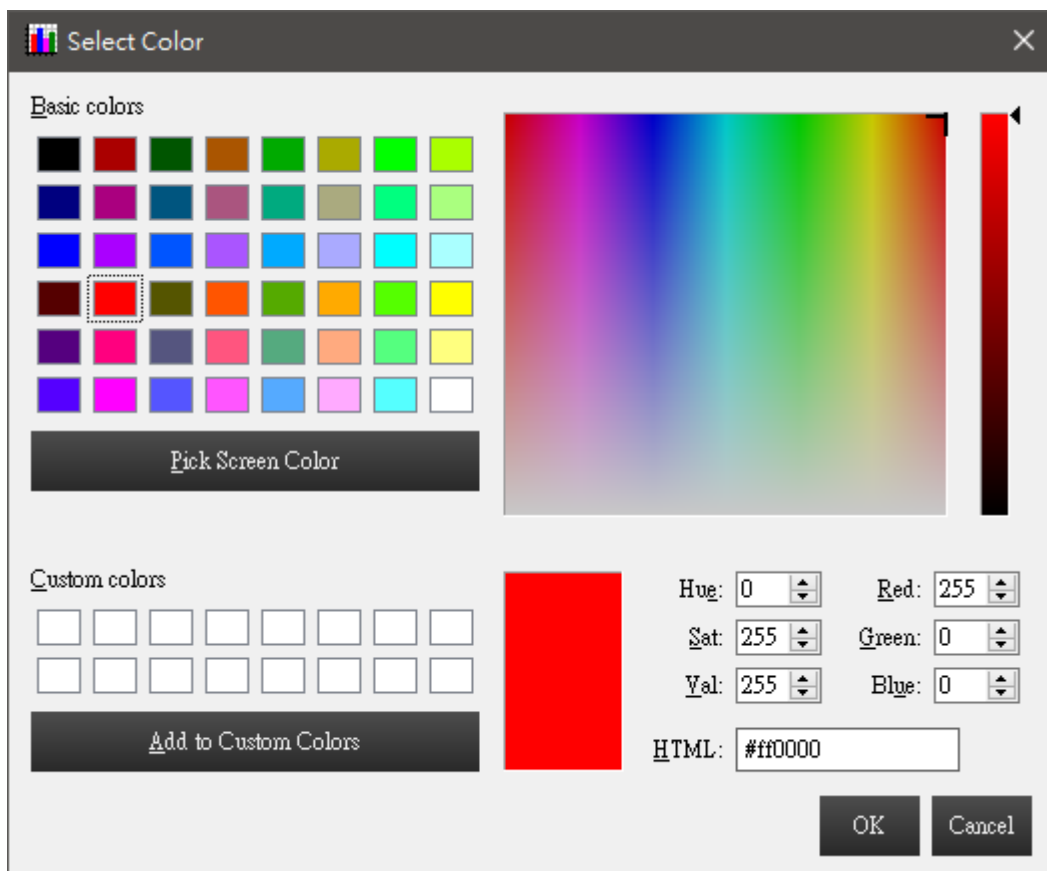 Select Color
Basic colors
Pick Screen Color
Custom colors
Add to Custom Colors
Hue: 0
Red: 255
Sat: 255
Green: 0
Val: 255
Blue: 0
HTML: #ff0000
OK
Cancel